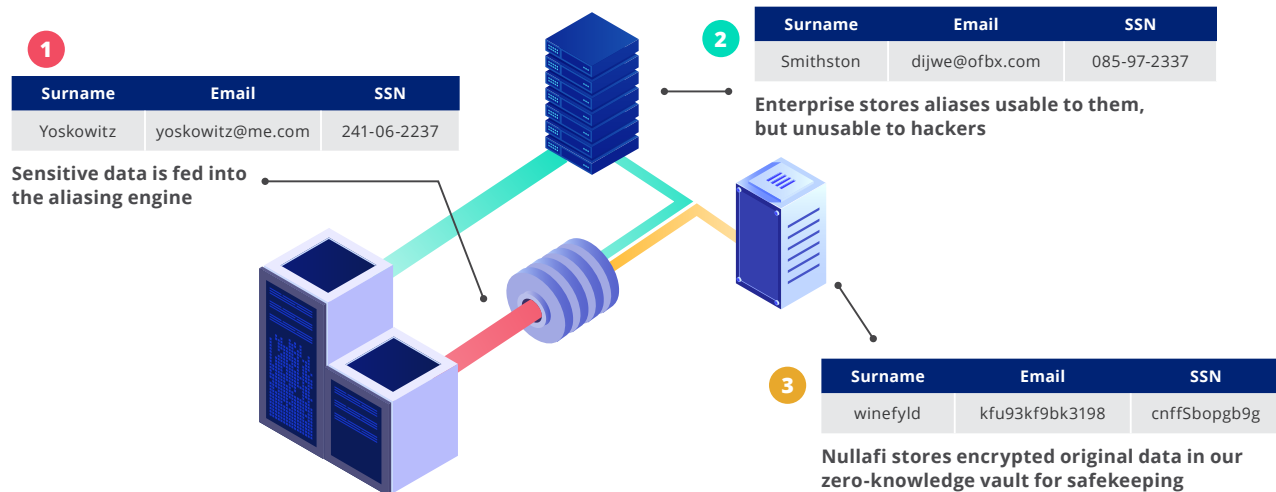 1
Surname Email SSN
Yoskowitz yoskowitz@me.com 241-06-2237
Sensitive data is fed into
the aliasing engine
2
Surname Email SSN
Smithston dijwe@ofbx.com 085-97-2337
Enterprise stores aliases usable to them,
but unusable to hackers
3
Surname Email SSN
winefyld kfu93kf9bk3198 cnffSbopgb9g
Nullafi stores encrypted original data in our
zero-knowledge vault for safekeeping